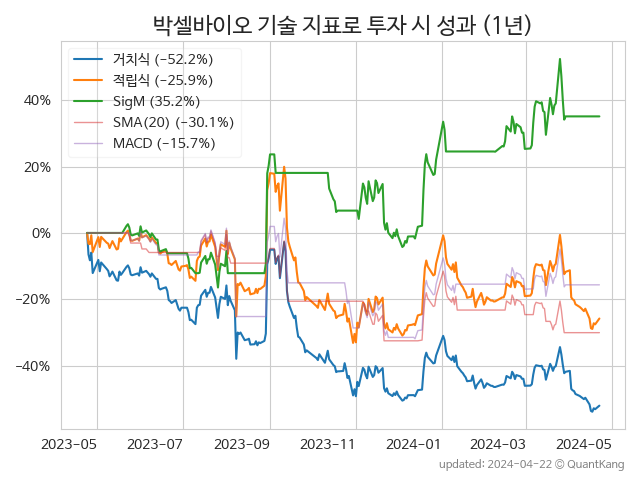 박셀바이오 기술 지표로 투자 시 성과 (1년)
거치식 (−52.2%)
적립식 (−25.9%)
SigM (35.2%)
SMA(20) (−30.1%)
MACD (−15.7%)
40%
20%
0%
−20%
−40%
2023−05 2023−07 2023−09 2023−11 2024−01 2024−03 2024−05
updated: 2024−04−22 © QuantKang